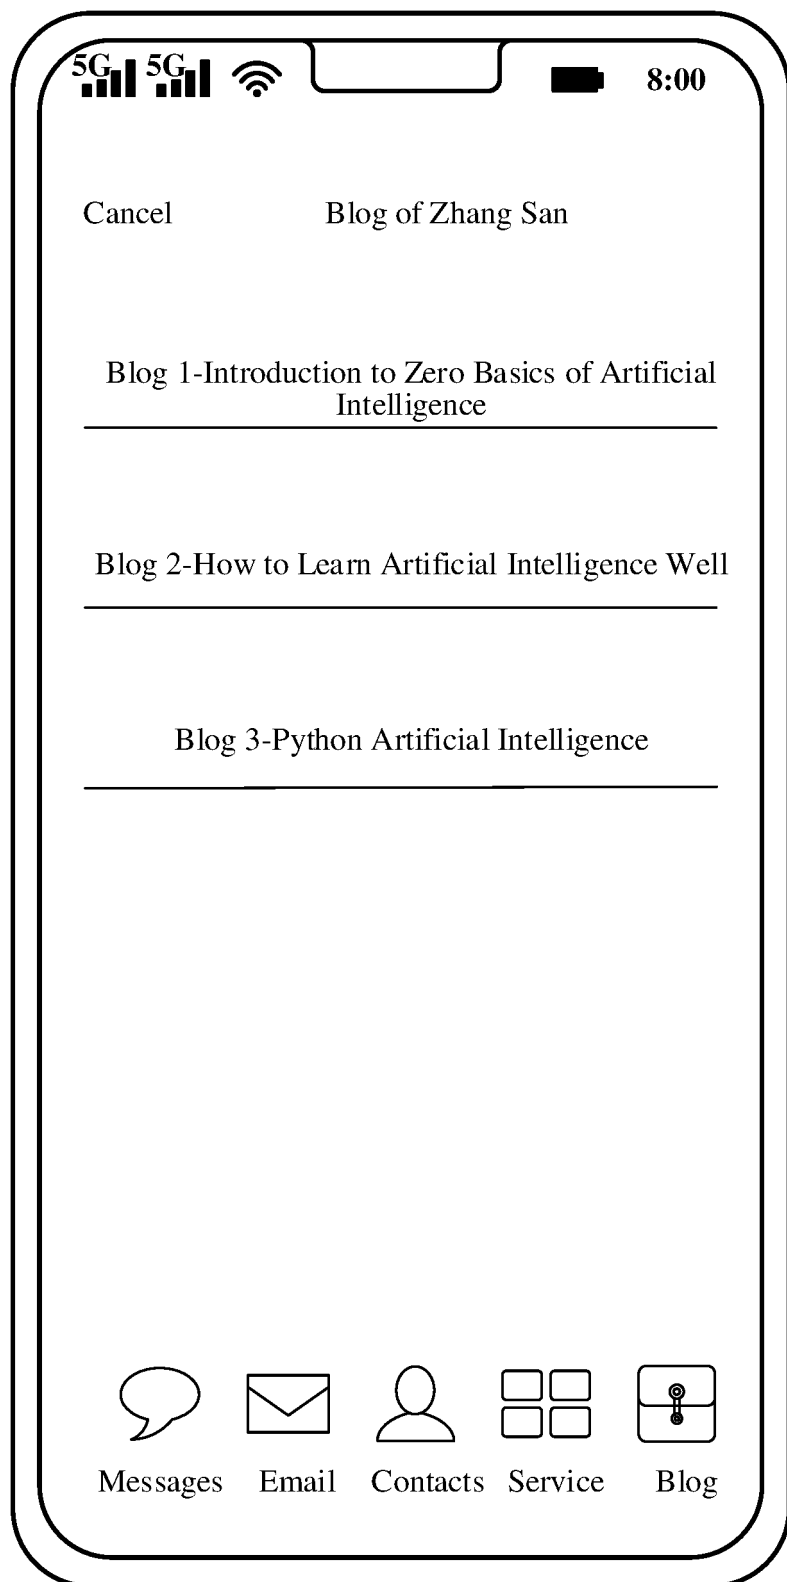 5G 5G 8:00
Cancel Blog of Zhang San
Blog 1-Introduction to Zero Basics of Artificial
Intelligence
Blog 2-How to Learn Artificial Intelligence Well
Blog 3-Python Artificial Intelligence
Messages Email Contacts Service Blog